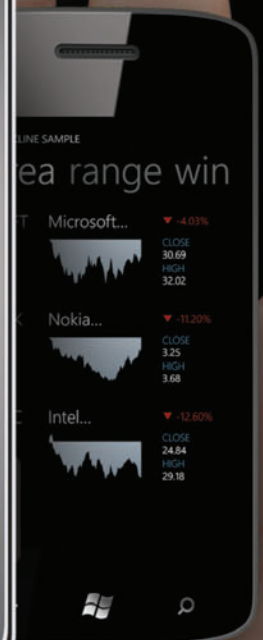 LINE SAMPLE
ea range win
Microsoft...
▼ -4.03%
CLOSE
30.69
HIGH
32.02
Nokia...
▼ -11.20%
CLOSE
3.25
HIGH
3.68
Intel...
▼ -12.60%
CLOSE
24.84
HIGH
29.18